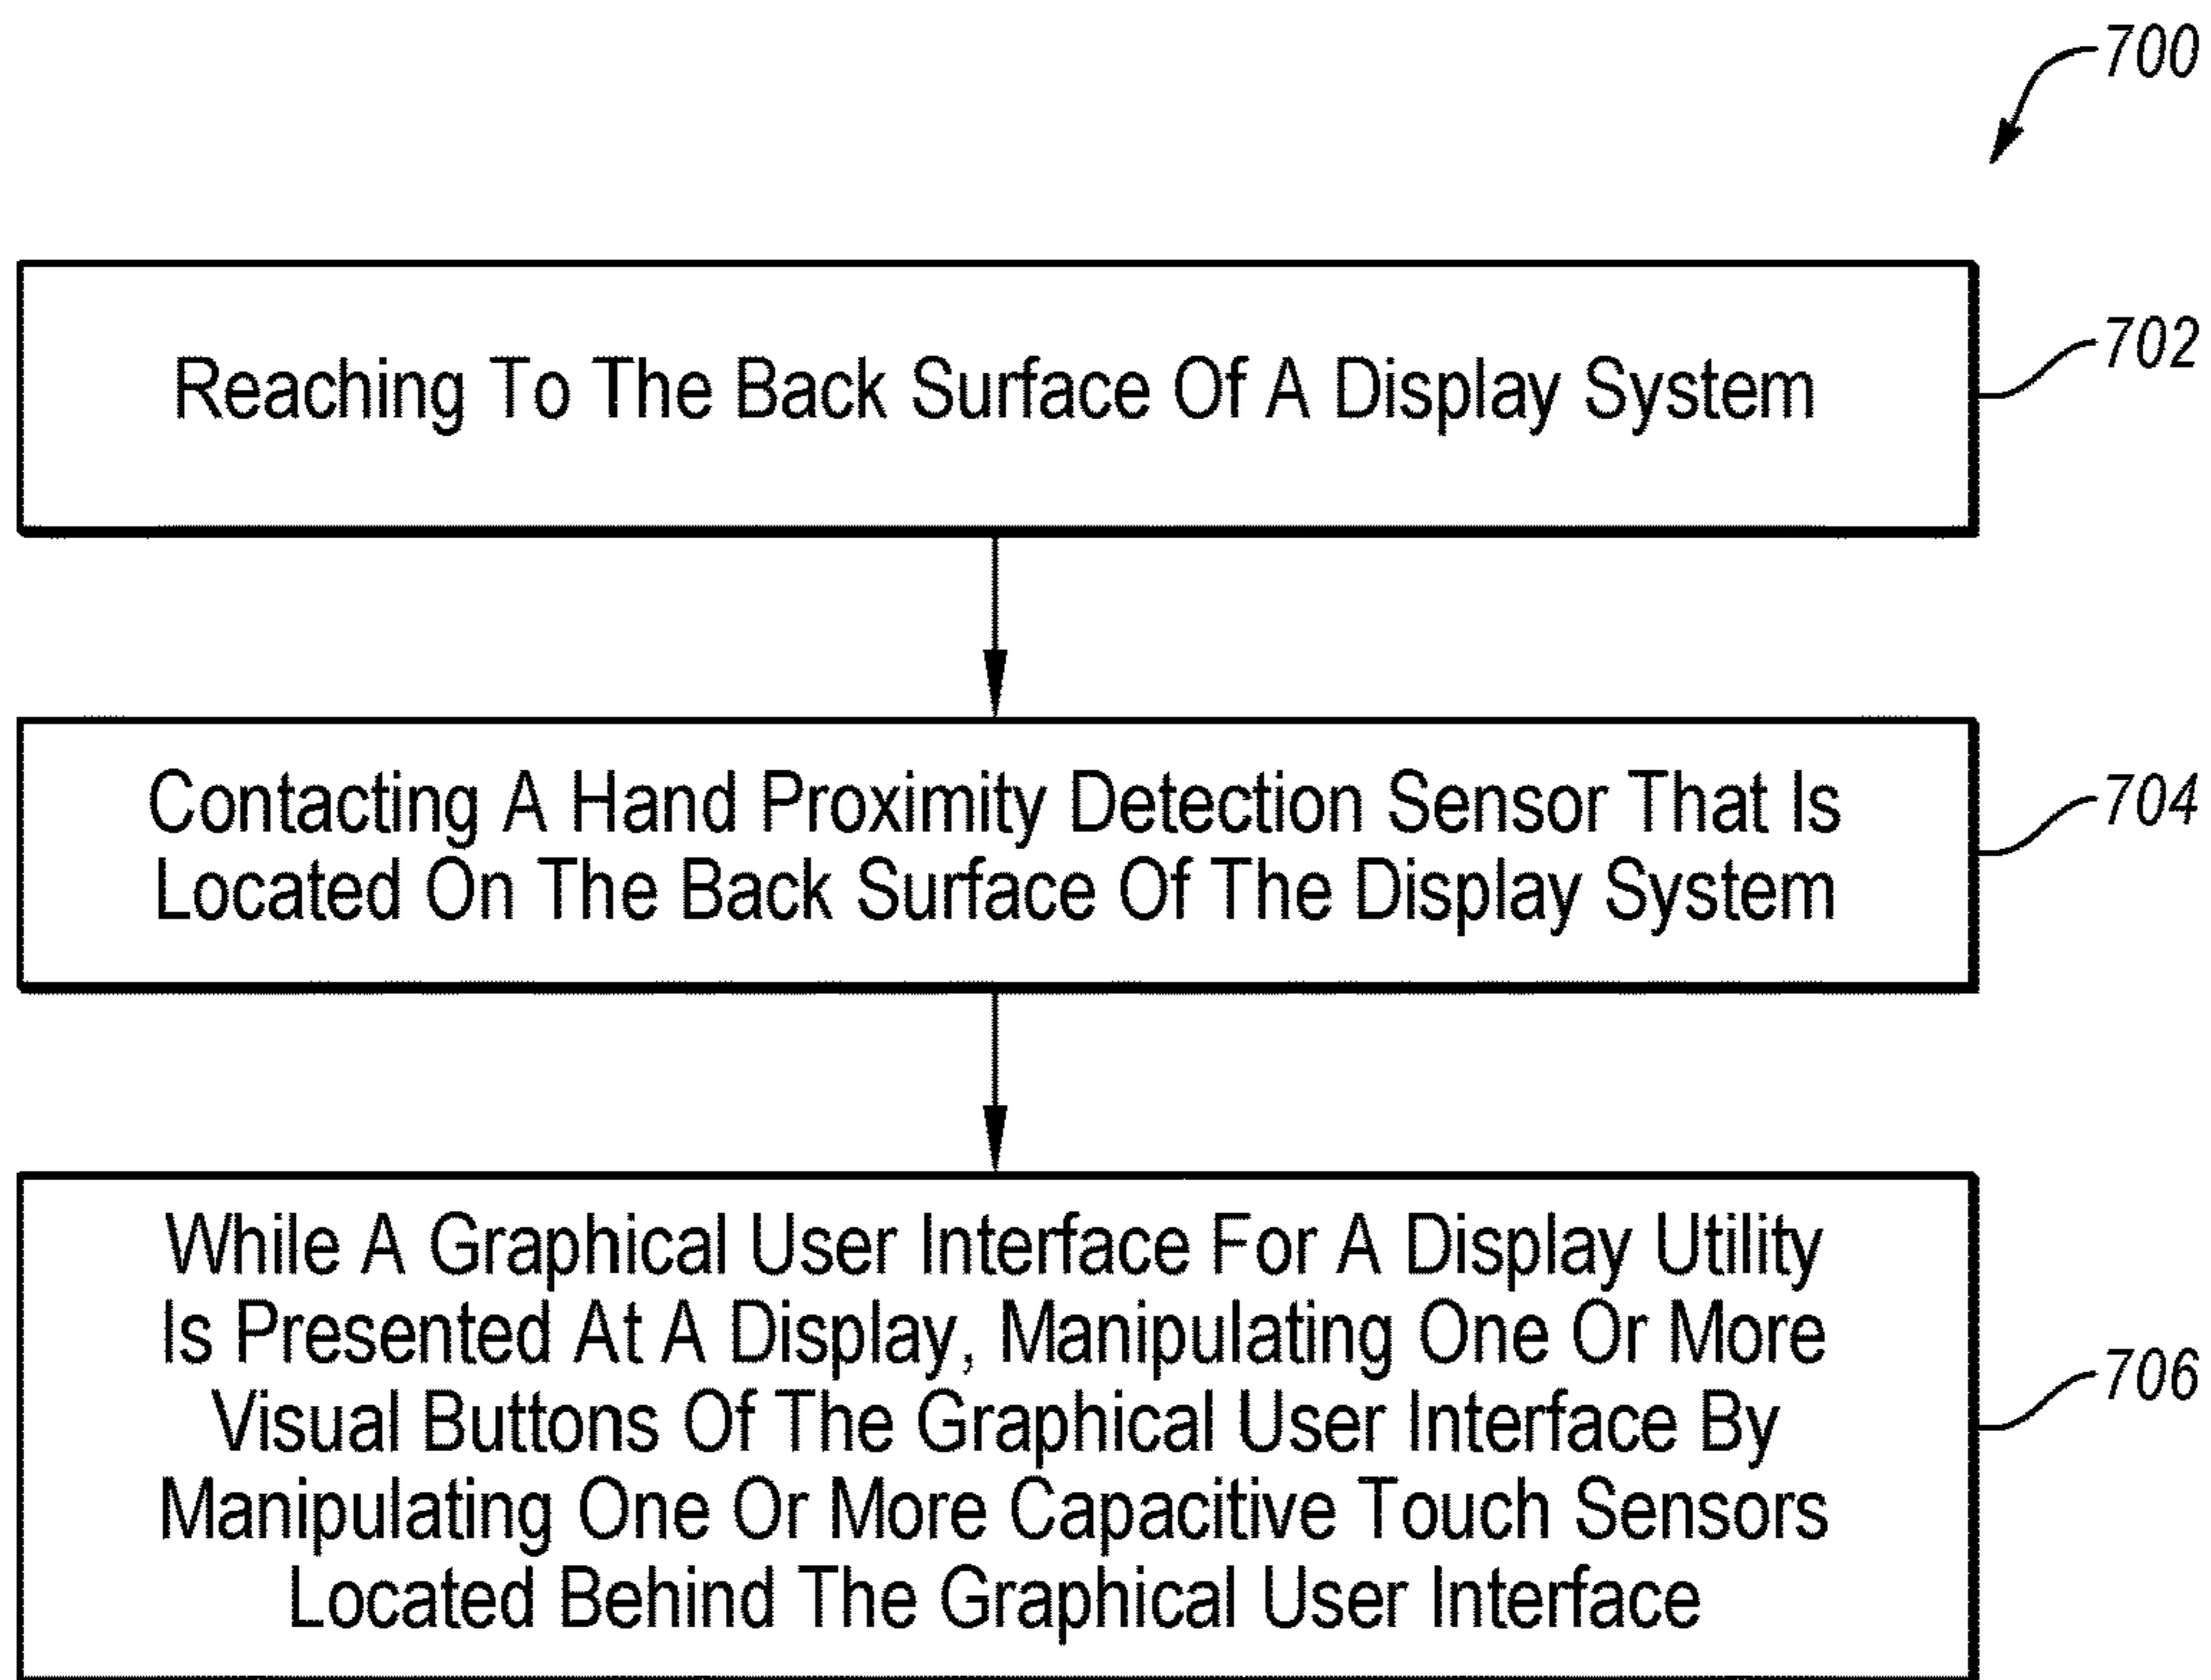 700
Reaching To The Back Surface Of A Display System
702
Contacting A Hand Proximity Detection Sensor That Is
Located On The Back Surface Of The Display System
704
While A Graphical User Interface For A Display Utility
Is Presented At A Display, Manipulating One Or More
Visual Buttons Of The Graphical User Interface By
Manipulating One Or More Capacitive Touch Sensors
Located Behind The Graphical User Interface
706